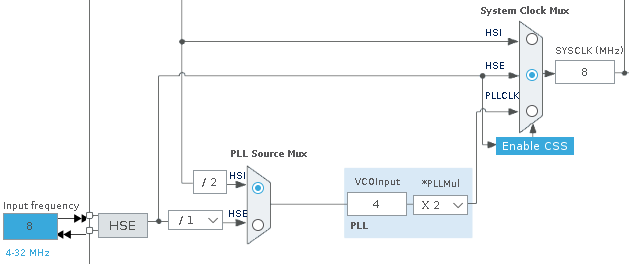 System Clock Mux
HSI
SYSCLK (MHz)
HSE
8
PLLCLK
Enable CSS
PLL Source Mux
HSI
/ 2
VCOInput
*PLLMul
4
X 2
Input frequency
HSE
8
HSE
/ 1
PLL
4-32 MHz